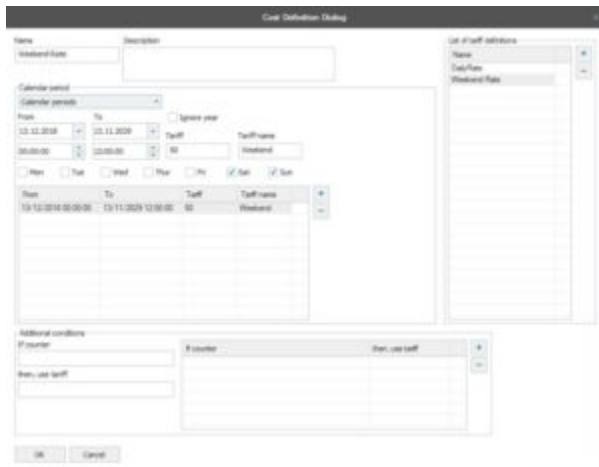 Cost Definition Dialog
Name
Description
Weekend Rate
List of tariff definitions
Name
Daily Rate
Weekend Rate
+
-
Calendar period
Calendar periods
From
To
Ignore year
13.12.2018
13.11.2029
Tariff
Tariff name
00:00:00
12:00:00
60
Weekend
Mon Tue Wed Thur Fri Sat Sun
From To Tariff Tariff name
13/12/2018 00:00:00 13/11/2029 12:00:00 60 Weekend
+
-
Additional conditions
If counter
then, use tariff
If counter then, use tariff
+
-
OK Cancel